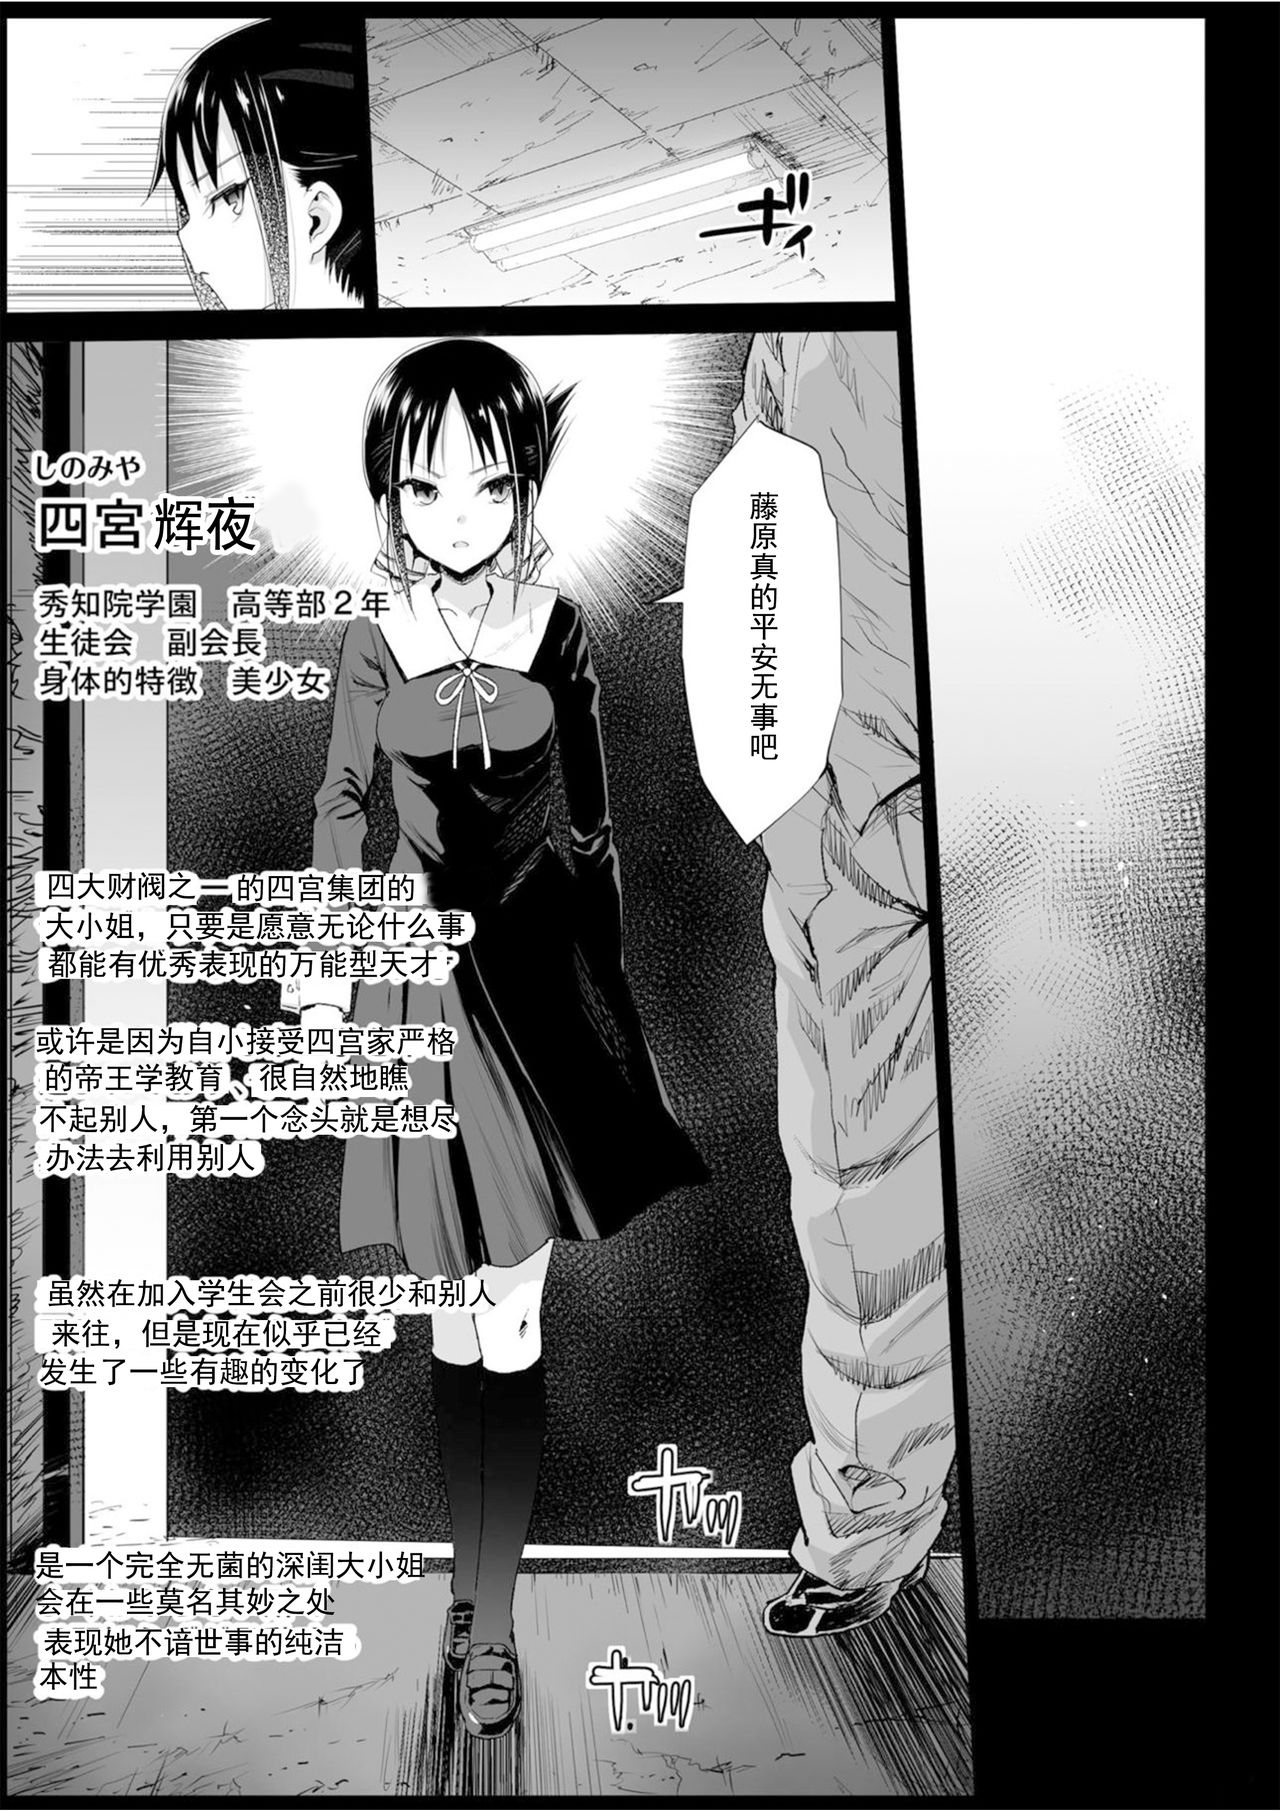 ギィ
藤原真的平安无事吧
しのみや
四宮辉夜
秀知院学園　高等部２年
生徒会　副会長
身体的特徴　美少女
四大财阀之一的四宫集团的
大小姐，只要是愿意无论什么事
都能有优秀表现的万能型天才
或许是因为自小接受四宫家严格
的帝王学教育、很自然地瞧
不起别人，第一个念头就是想尽
办法去利用别人
虽然在加入学生会之前很少和别人
来往，但是现在似乎已经
发生了一些有趣的变化了
是一个完全无菌的深闺大小姐
会在一些莫名其妙之处
表现她不谙世事的纯洁
本性
カッ
カッ